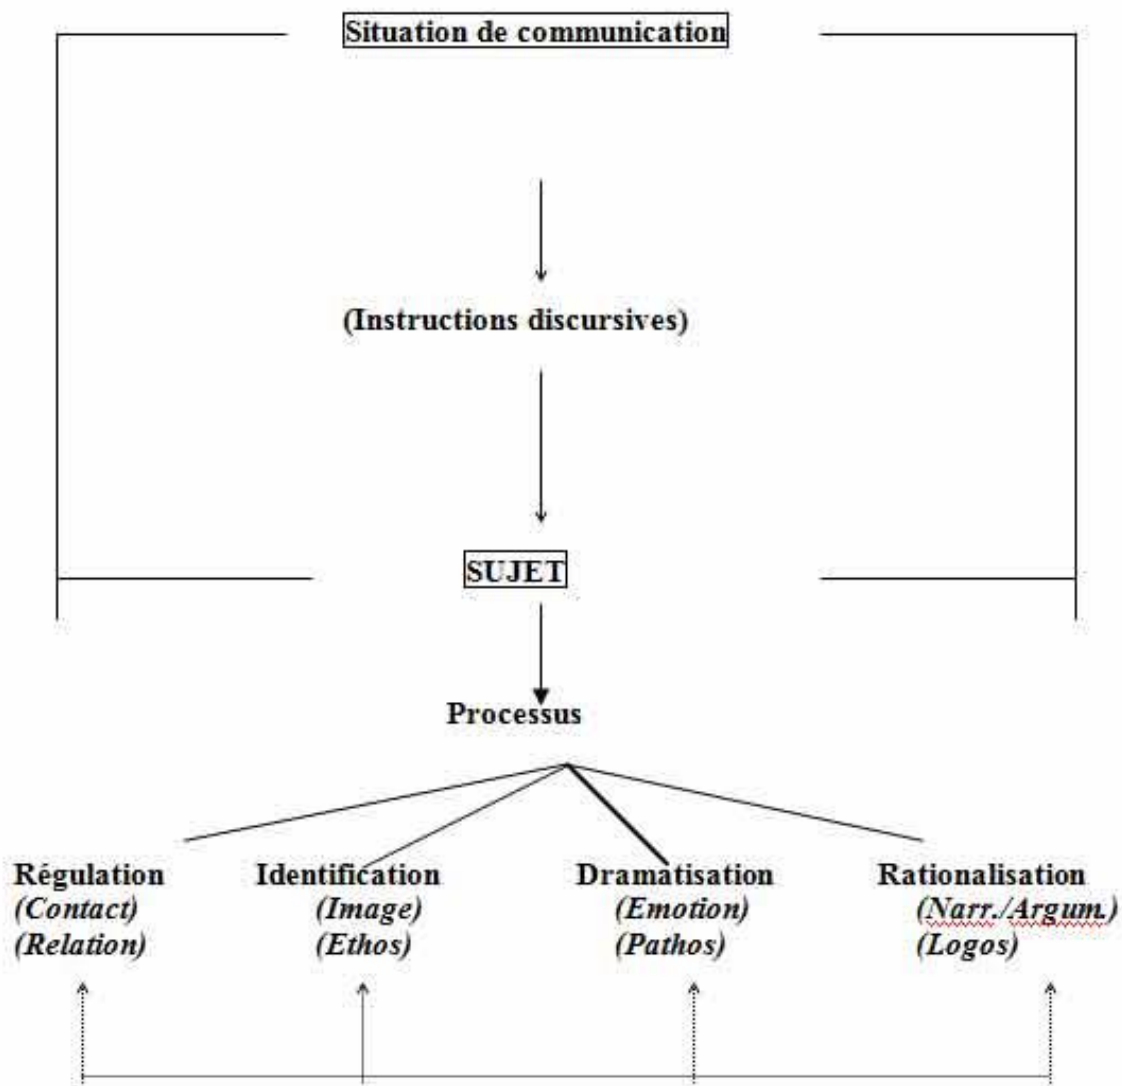 Situation de communication
(Instructions discursives)
SUJET
Processus
Régulation Identification Dramatisation Rationalisation
(Contact) (Image) (Emotion) (Narr./Argum.)
(Relation) (Ethos) (Pathos) (Logos)